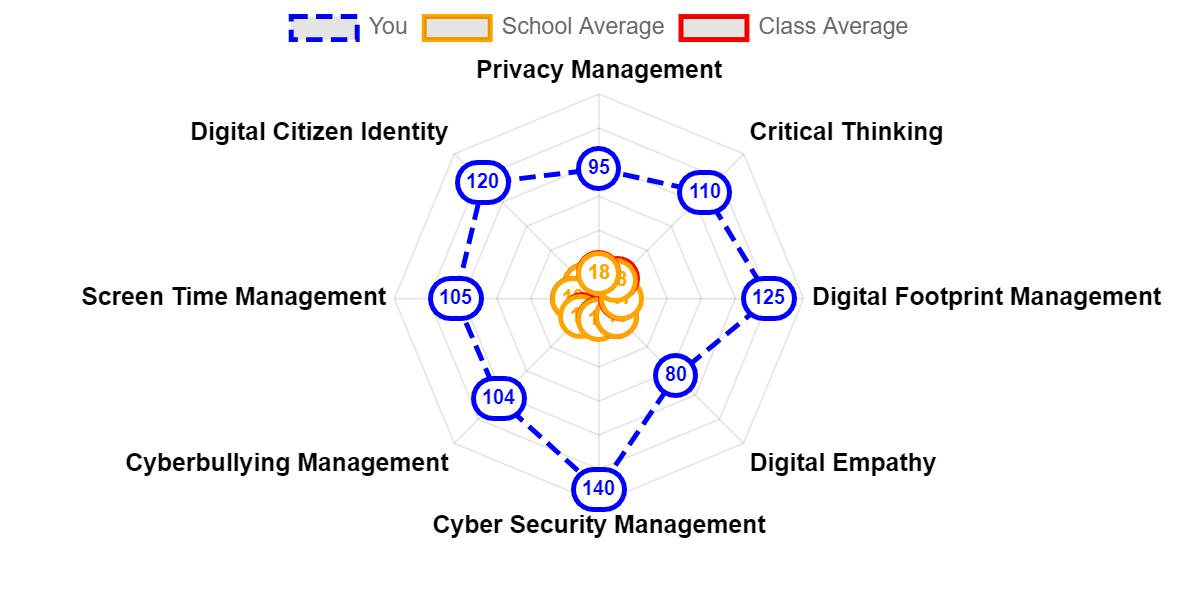 You School Average Class Average
Privacy Management
Digital Citizen Identity Critical Thinking
95
120 110
18
Screen Time Management 105 125 Digital Footprint Management
80
104
Cyberbullying Management Digital Empathy
140
Cyber Security Management